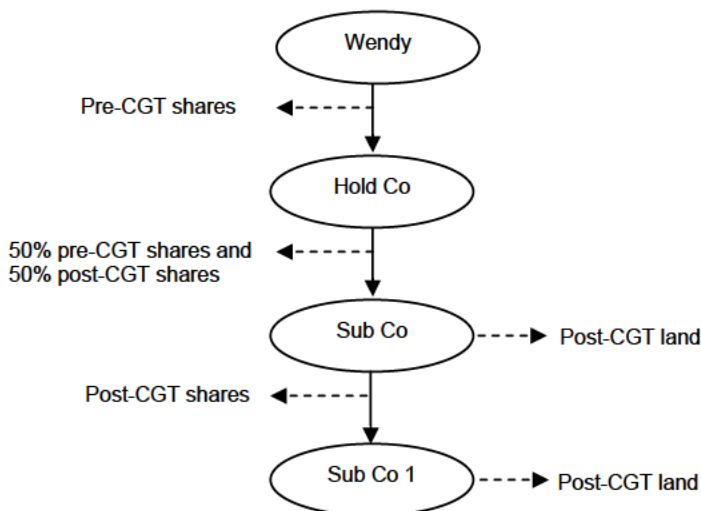 Wendy
Pre-CGT shares
Hold Co
50% pre-CGT shares and
50% post-CGT shares
Sub Co
Post-CGT land
Post-CGT shares
Sub Co 1
Post-CGT land